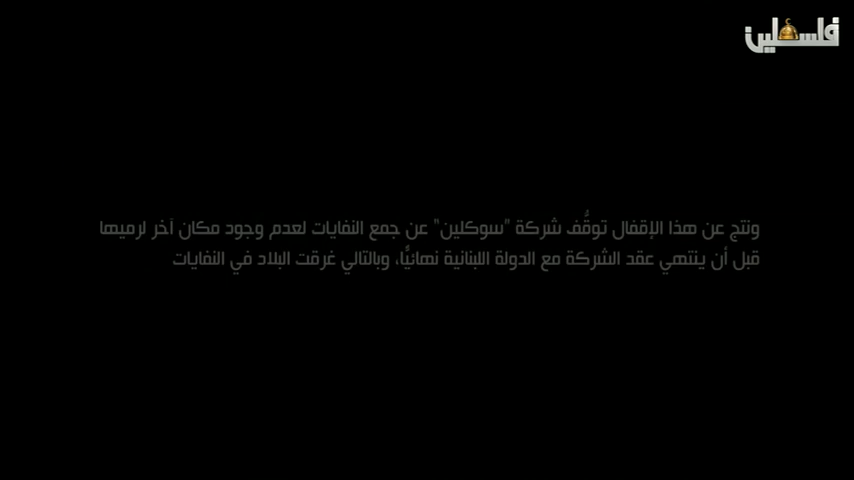 فلسطين
ونتج عن هذا الإقفال توقُّف شركة "سوكلين" عن جمع النفايات لعدم وجود مكان آخر لرميها
قبل أن ينتهي عقد الشركة مع الدولة اللبنانية نهائيًّا، وبالتالي غرقت البلاد في النفايات